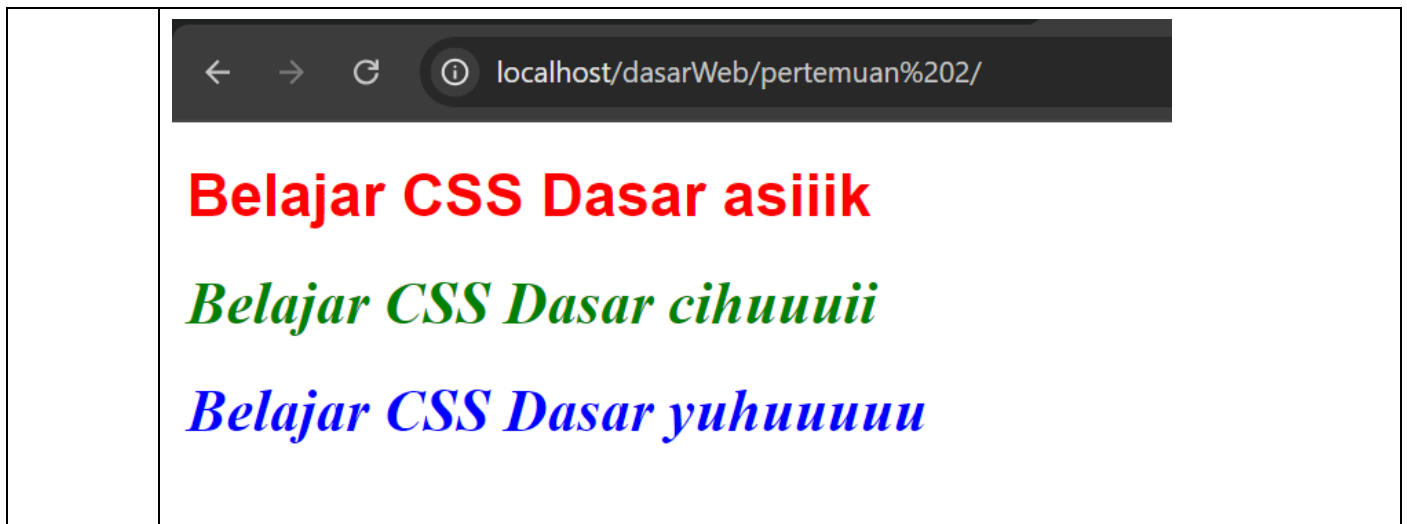 localhost/dasarWeb/pertemuan%202/
Belajar CSS Dasar asiiik
Belajar CSS Dasar cihuuuii
Belajar CSS Dasar yuhuuuuu